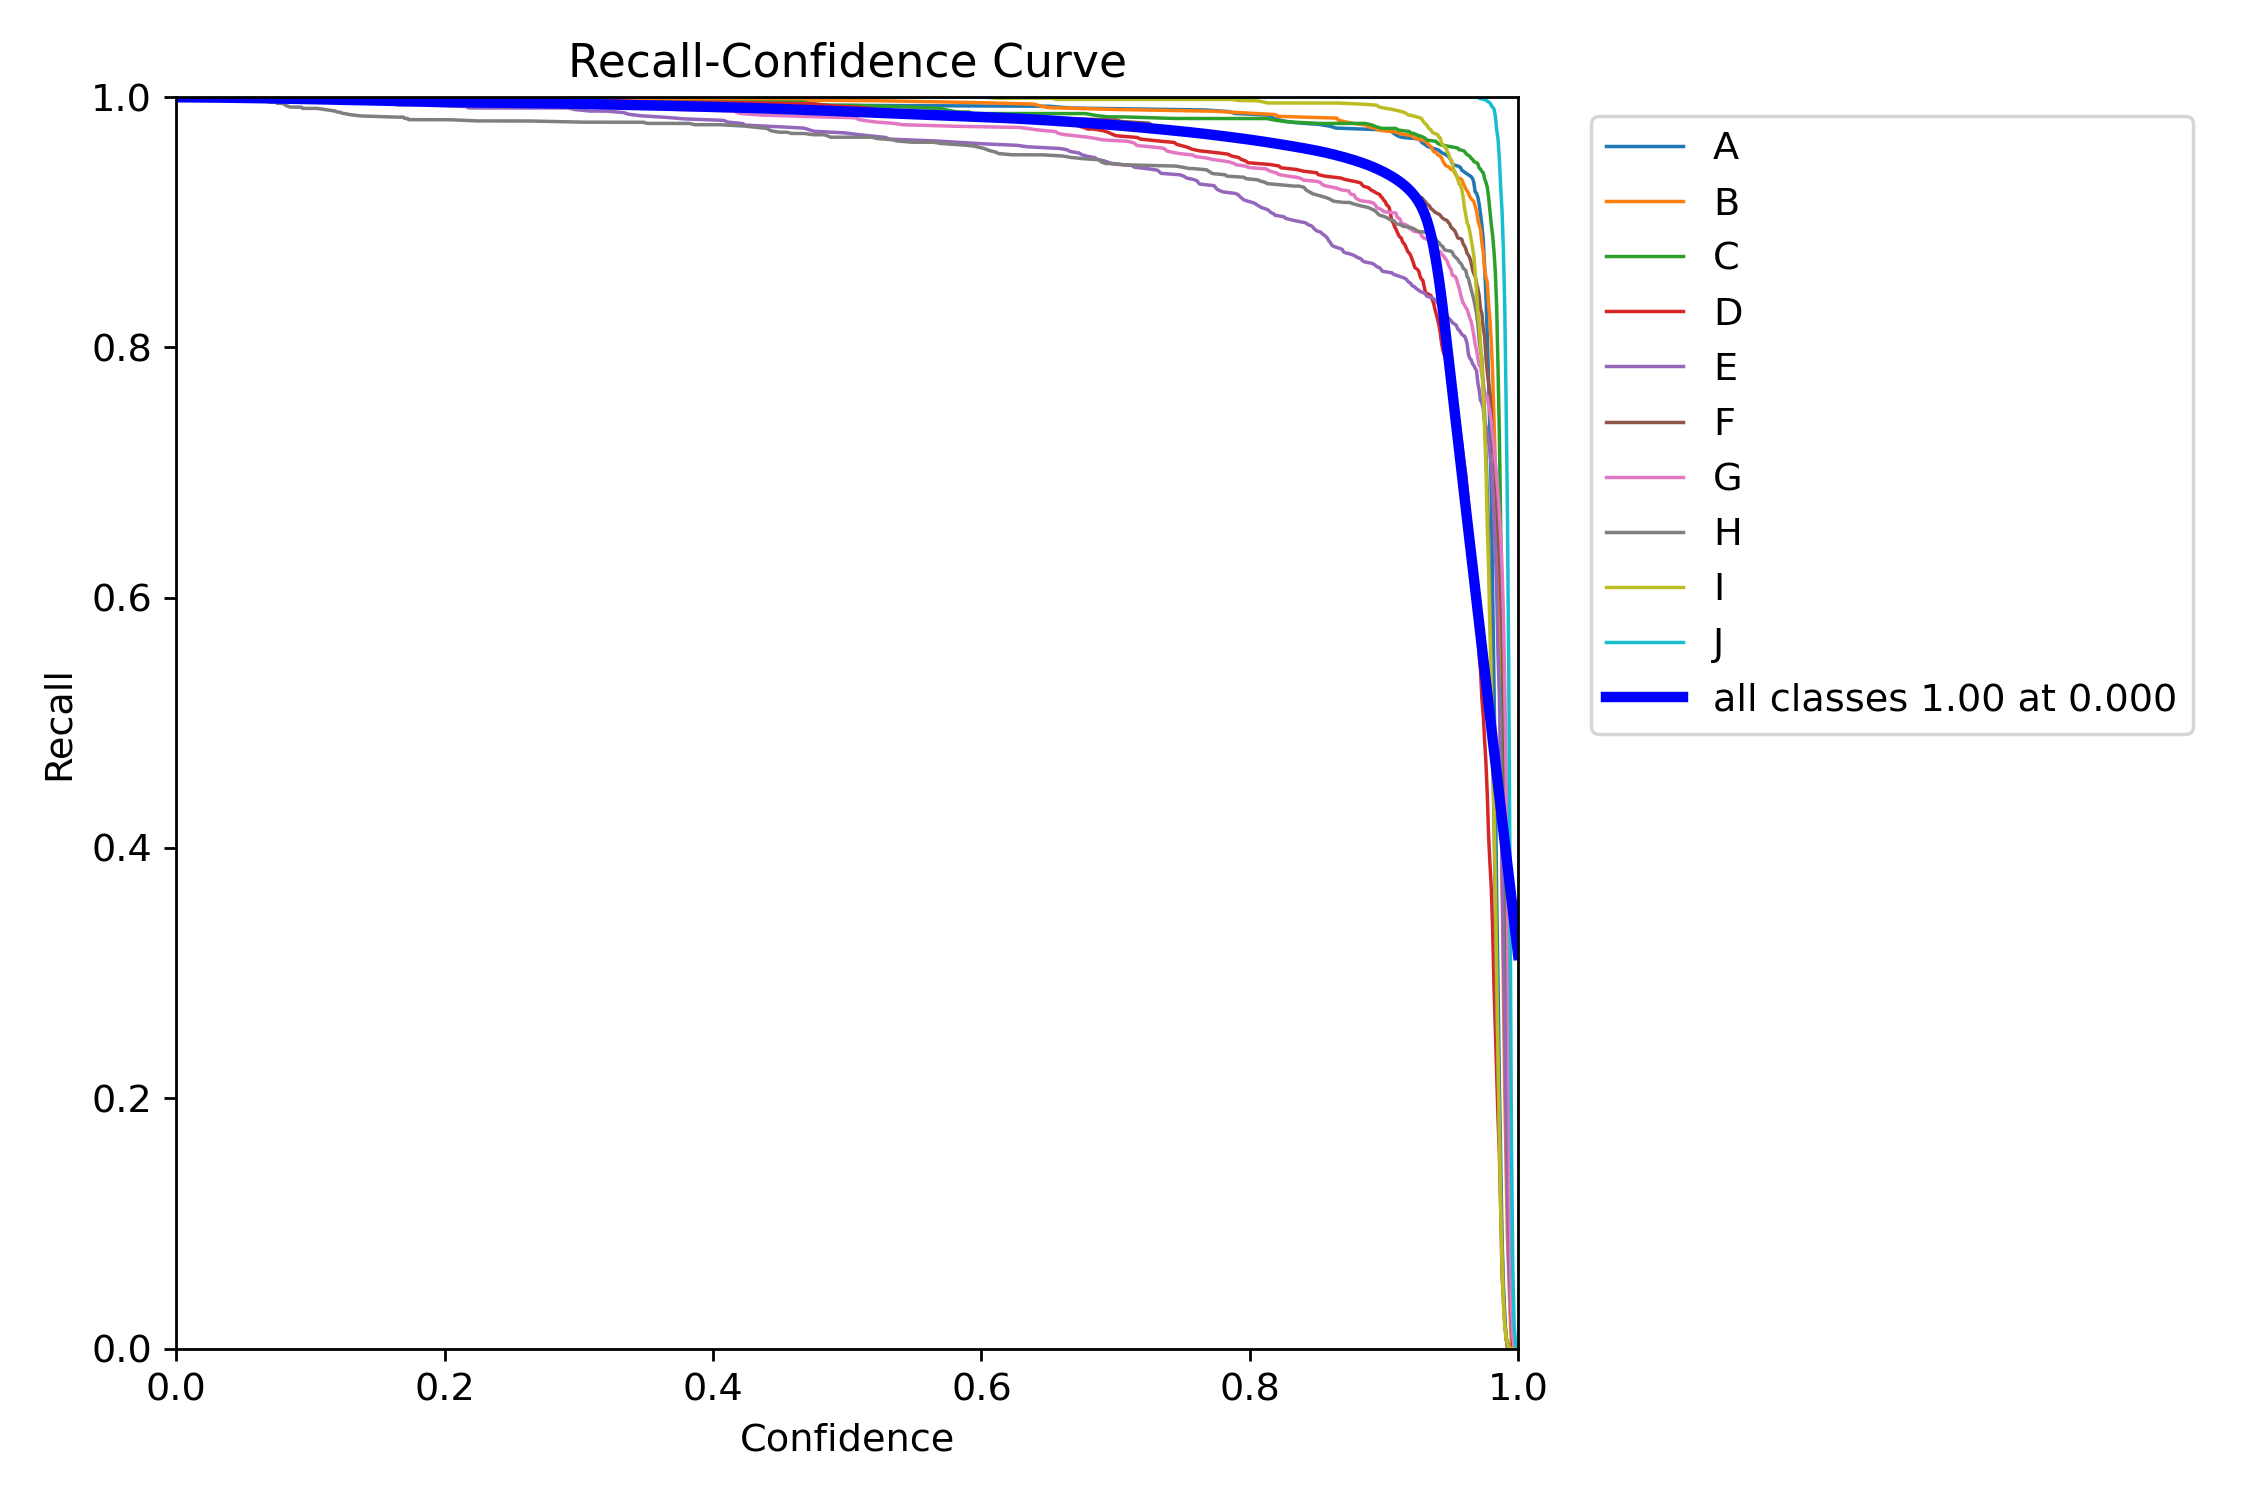 Recall-Confidence Curve
1.0
0.8
0.6
0.4
0.2
0.0
Recall
0.0 0.2 0.4 0.6 0.8 1.0
Confidence
A
B
C
D
E
F
G
H
I
J
all classes 1.00 at 0.000